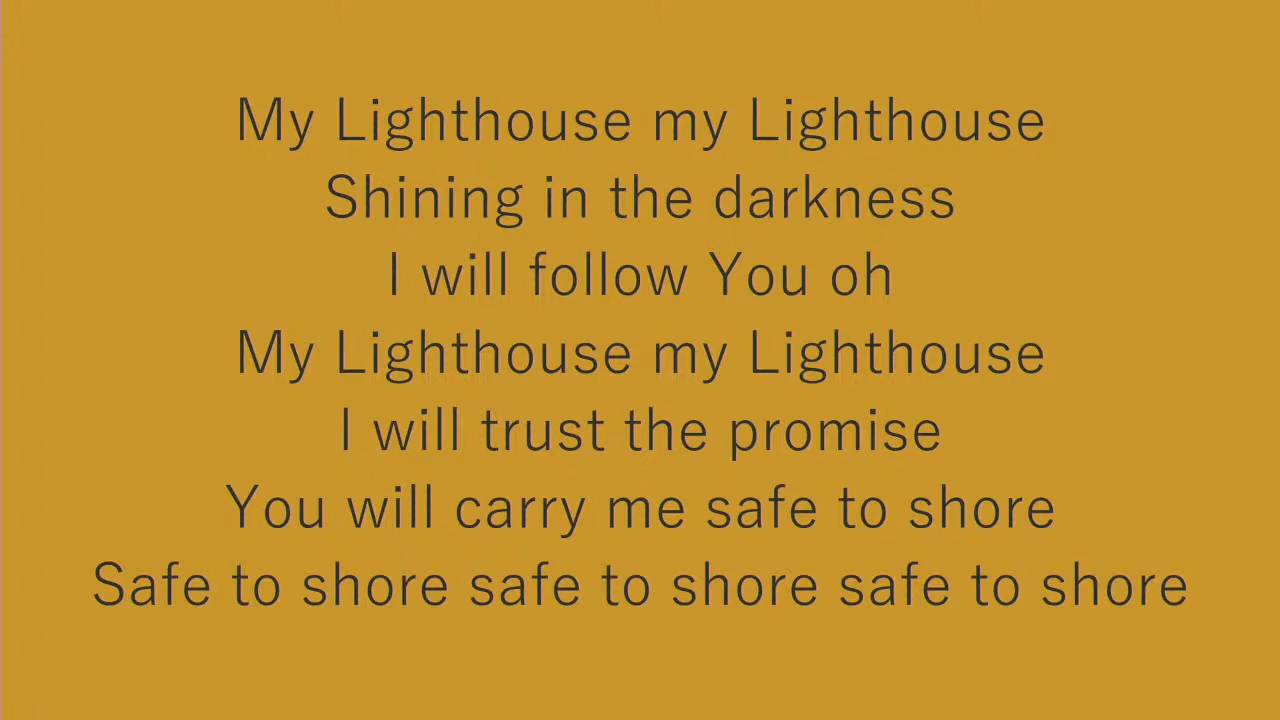 My Lighthouse my Lighthouse
Shining in the darkness
I will follow You oh
My Lighthouse my Lighthouse
I will trust the promise
You will carry me safe to shore
Safe to shore safe to shore safe to shore